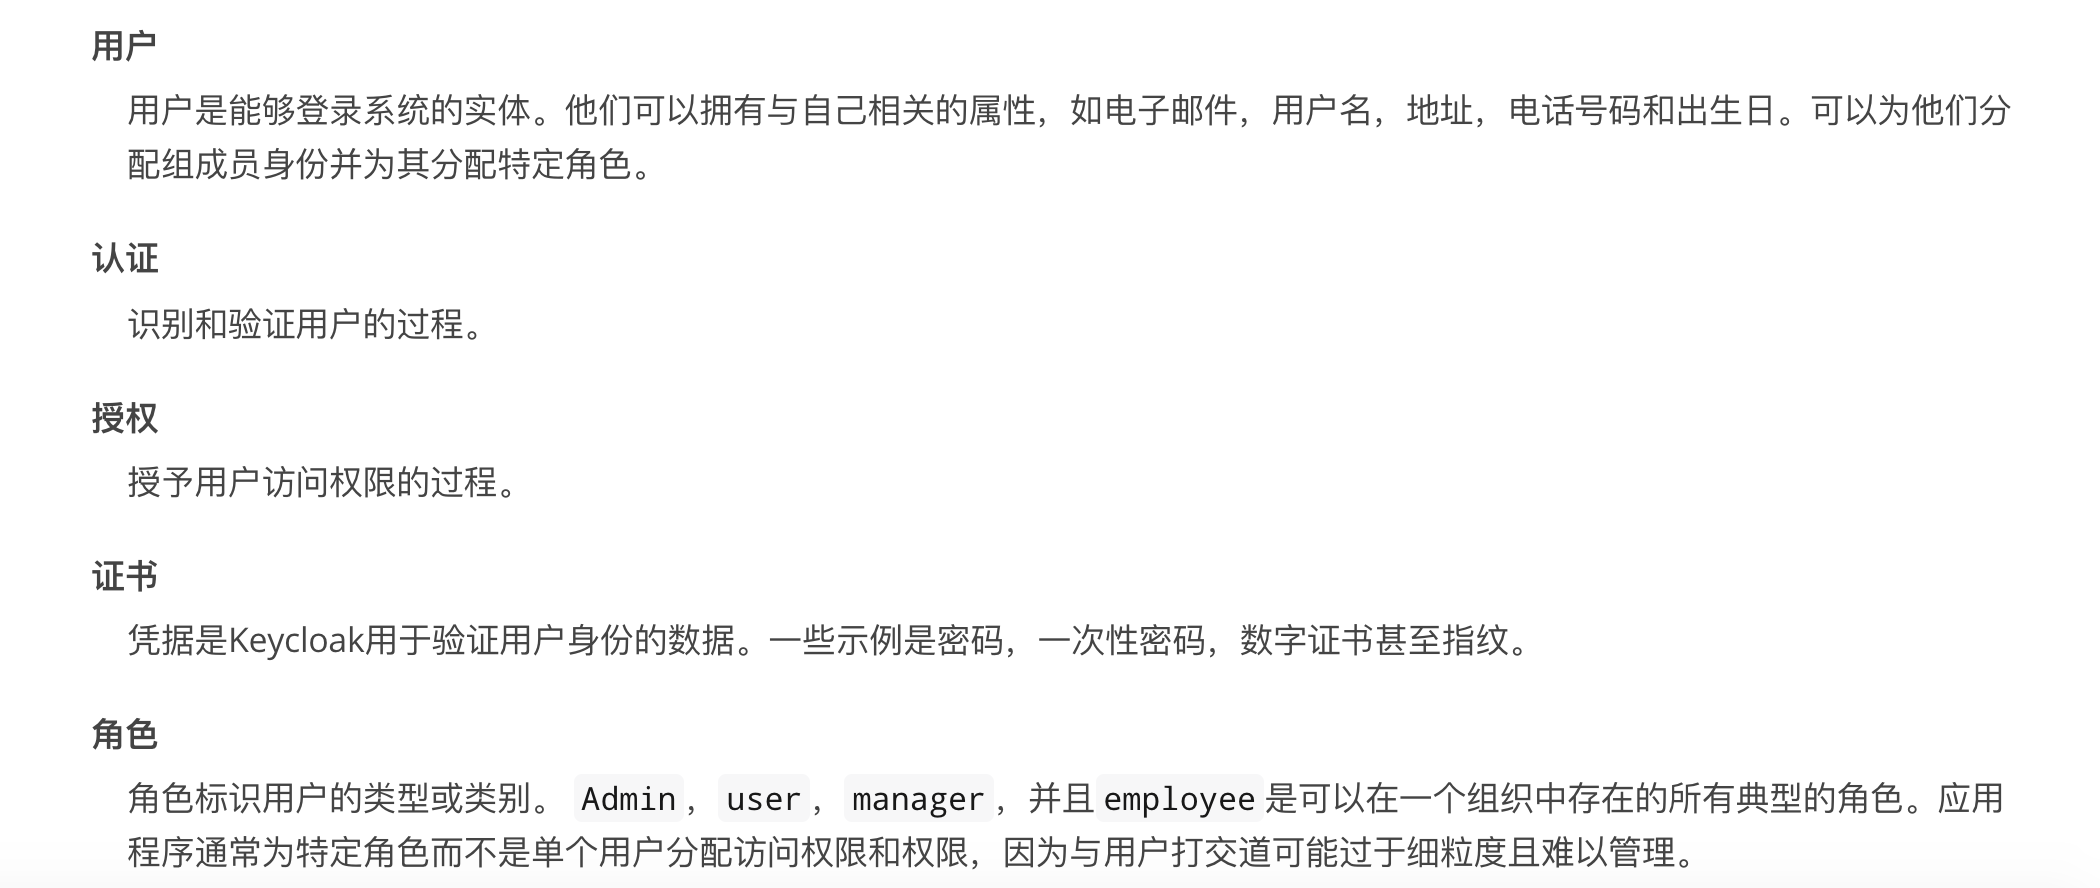 用户
用户是能够登录系统的实体。他们可以拥有与自己相关的属性，如电子邮件，用户名，地址，电话号码和出生日。可以为他们分
配组成员身份并为其分配特定角色。
认证
识别和验证用户的过程。
授权
授予用户访问权限的过程。
证书
凭据是Keycloak用于验证用户身份的数据。一些示例是密码，一次性密码，数字证书甚至指纹。
角色
角色标识用户的类型或类别。 Admin，user，manager，并且employee是可以在一个组织中存在的所有典型的角色。应用
程序通常为特定角色而不是单个用户分配访问权限和权限，因为与用户打交道可能过于细粒度且难以管理。